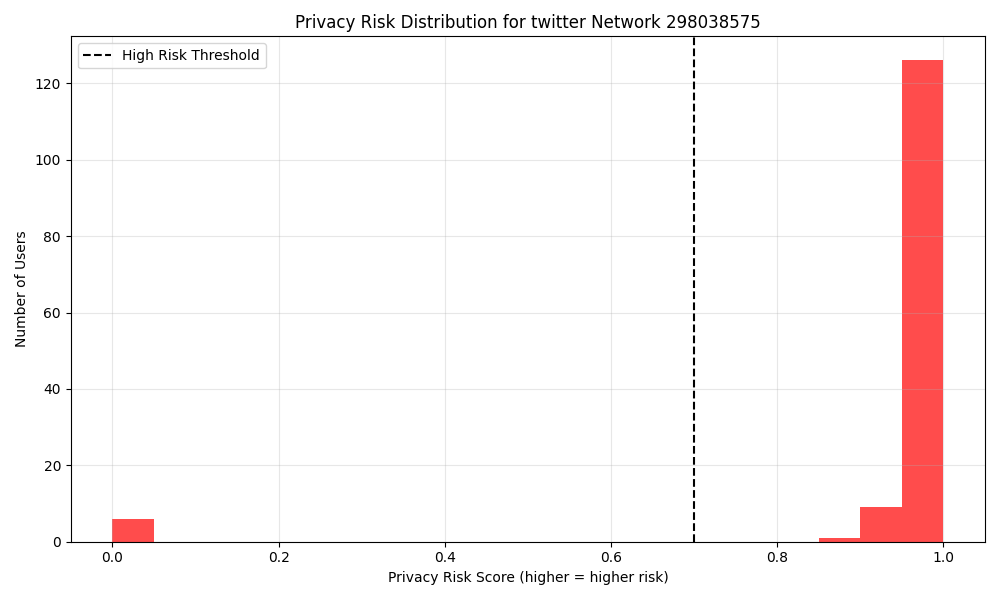 Privacy Risk Distribution for twitter Network 298038575
High Risk Threshold
Number of Users
120
100
80
60
40
20
0
0.0 0.2 0.4 0.6 0.8 1.0
Privacy Risk Score (higher = higher risk)